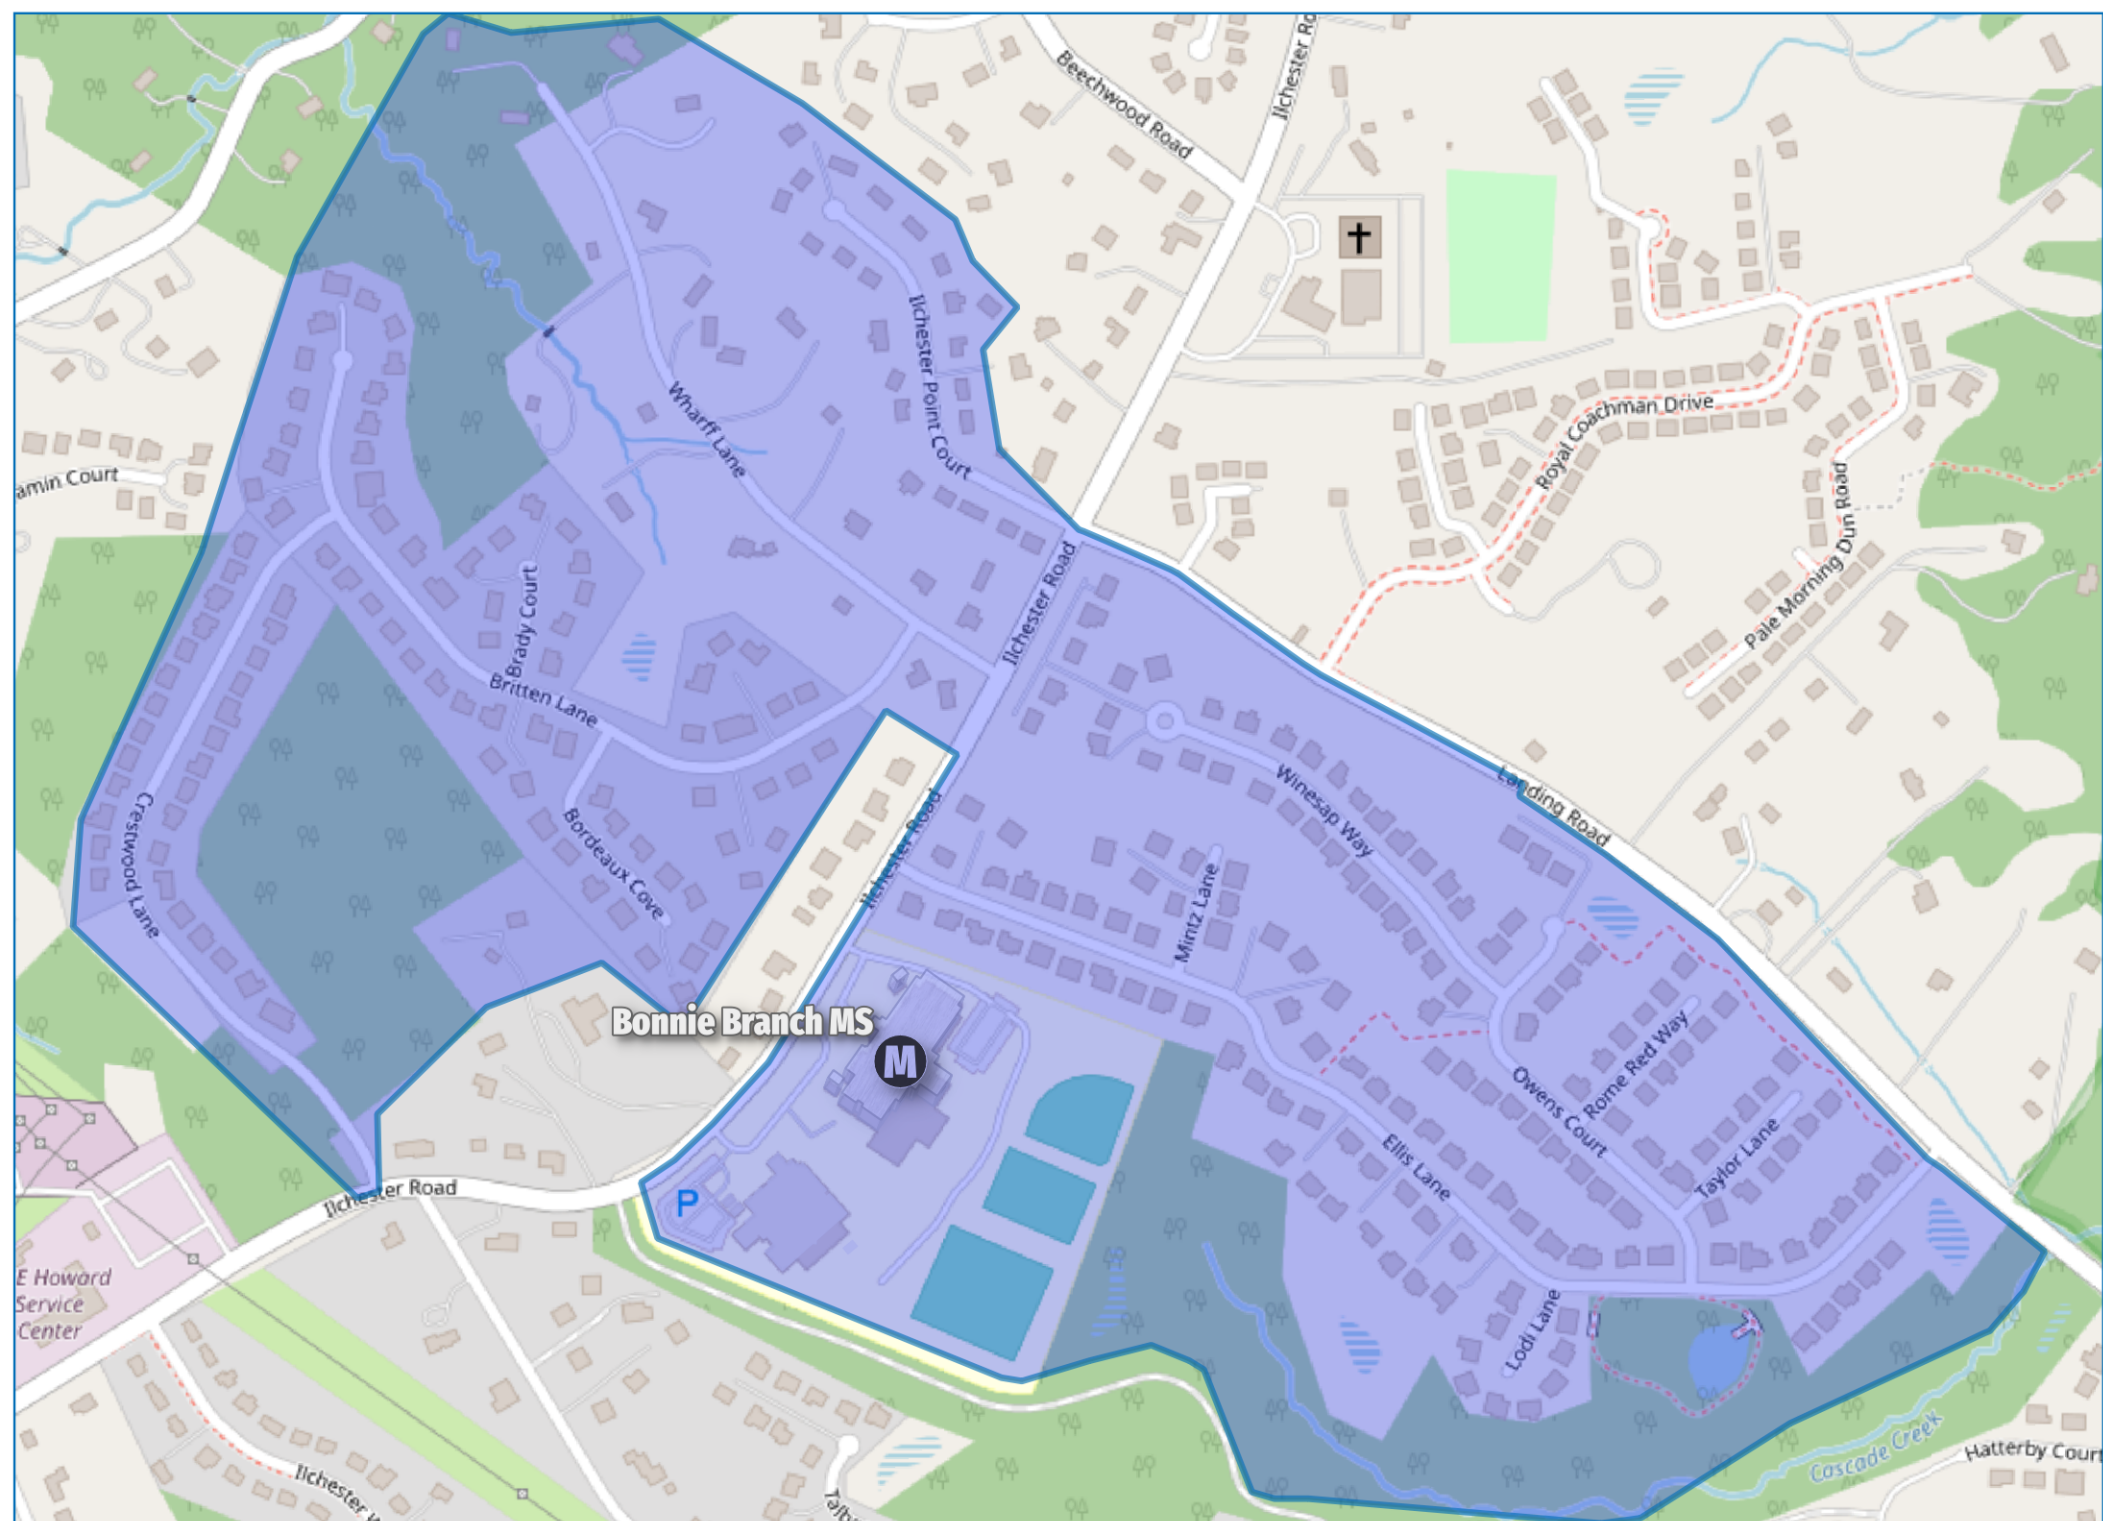 Beechwood Road
Ilchester Ro
Ilchester Point Court
Wharff Lane
Royal Coachman Drive
amin Court
Pale Morning Dun Road
Ilchester Road
Brady Court
Britten Lane
Winesap Way
Landing Road
Crestwood Lane
Bordeaux Cove
Ilchester Road
Mintz Lane
Bonnie Branch MS
M
Rome Red Way
Owens Court
Taylor Lane
Ellis Lane
P
Ilchester Road
E Howard
Service
Center
Lodi Lane
Cascade Creek
Hatterby Court
Ilchester W
Talb